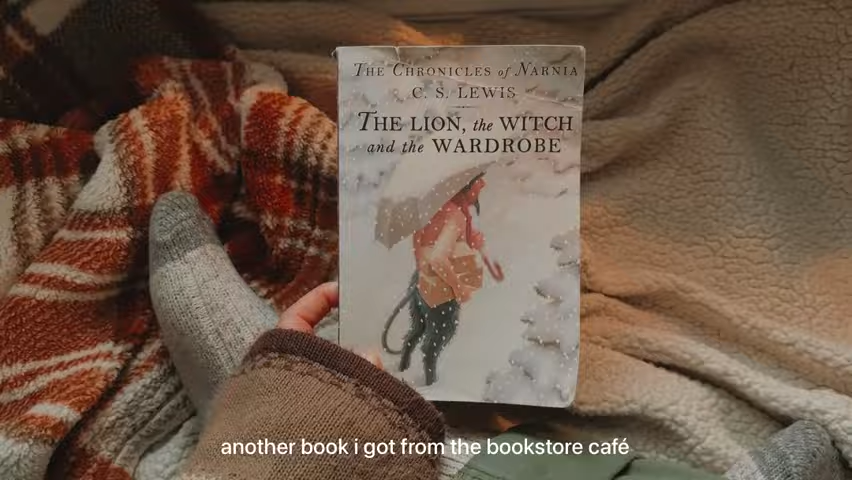 THE CHRONICLES of NARNIA
C. S. LEWIS
THE LION, the WITCH
and the WARDROBE
another book i got from the bookstore café